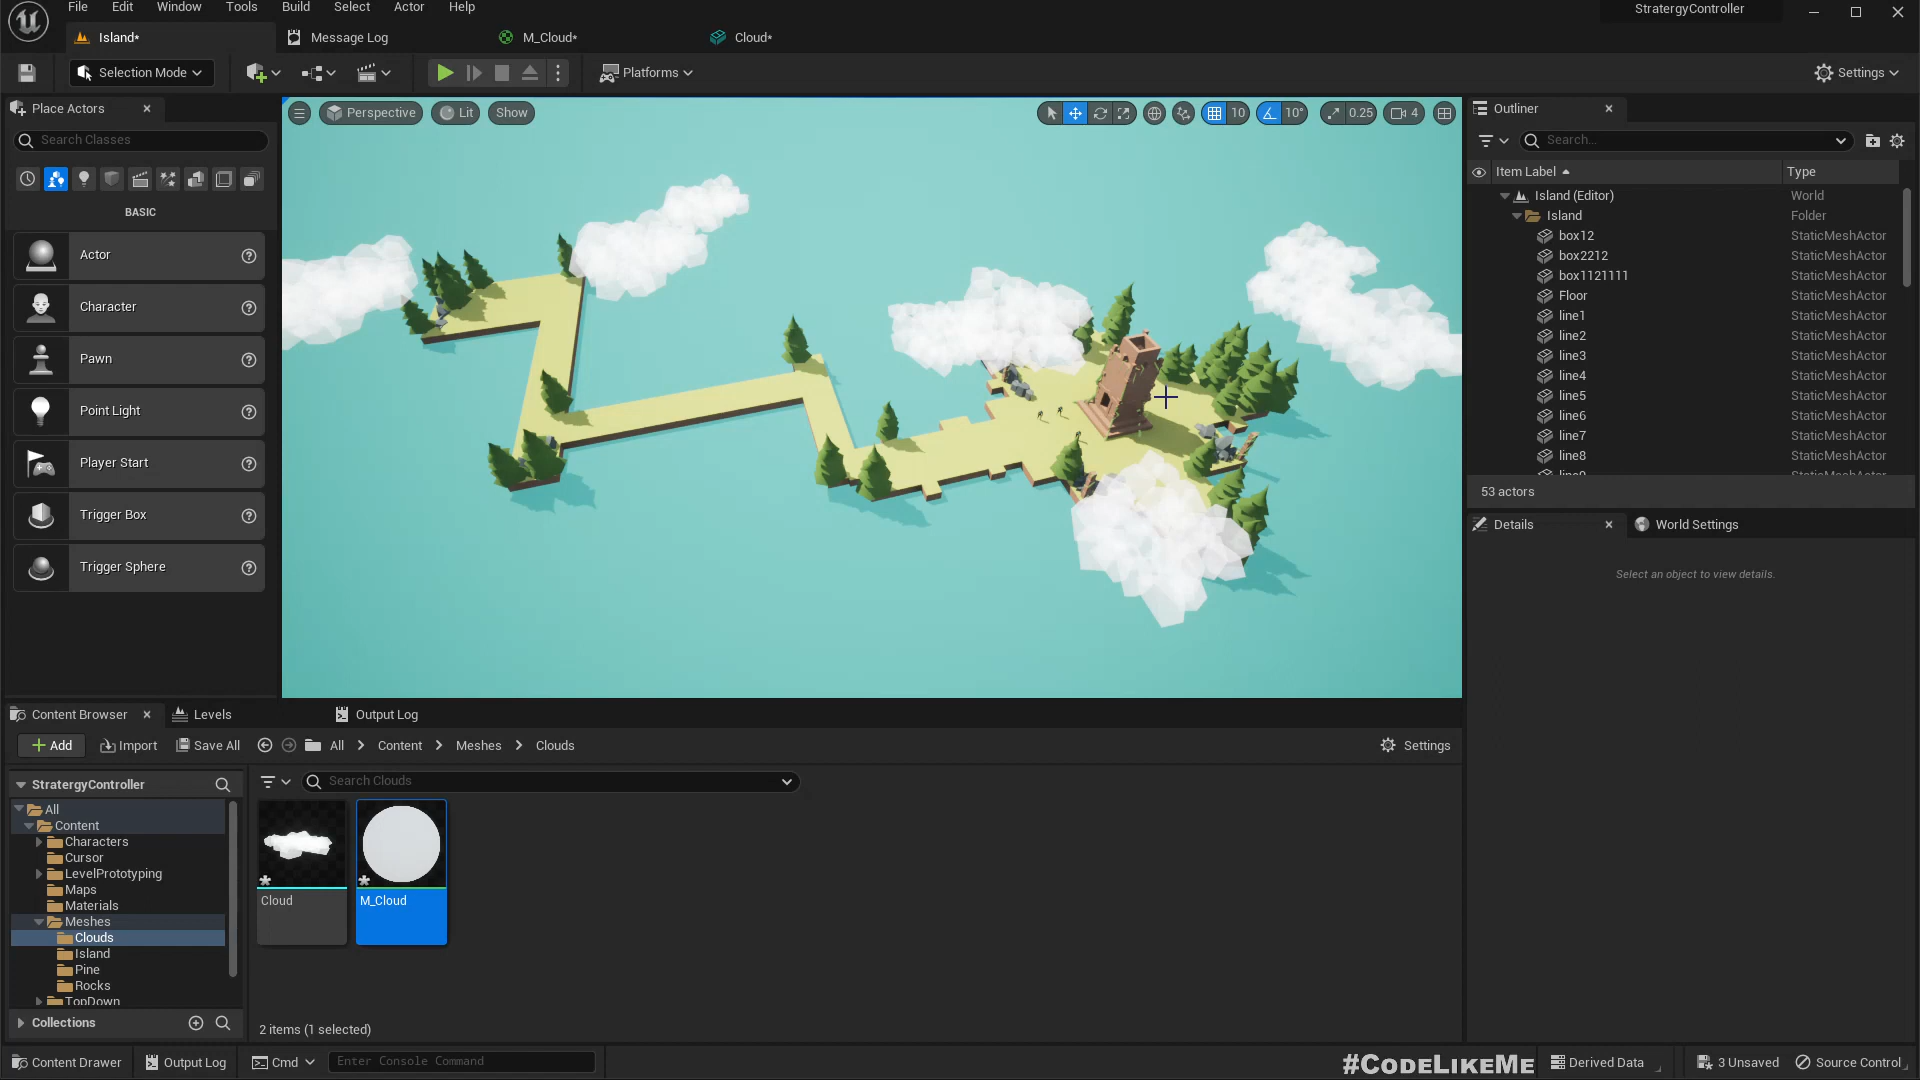 File Edit Window Tools Build Select Actor Help
StratergyController
Island*
Message Log
M_Cloud*
Cloud*
Selection Mode
Platforms
Settings
Place Actors
Search Classes
BASIC
Actor
Character
Pawn
Point Light
Player Start
Trigger Box
Trigger Sphere
Perspective
Lit
Show
10
10°
0.25
4
Outliner
Search...
Item Label
Type
Island (Editor) World
Island Folder
box12 StaticMeshActor
box2212 StaticMeshActor
box1121111 StaticMeshActor
Floor StaticMeshActor
line1 StaticMeshActor
line2 StaticMeshActor
line3 StaticMeshActor
line4 StaticMeshActor
line5 StaticMeshActor
line6 StaticMeshActor
line7 StaticMeshActor
line8 StaticMeshActor
53 actors
Details
World Settings
Select an object to view details.
Content Browser
Levels
Output Log
Add
Import
Save All
All
Content
Meshes
Clouds
Settings
StratergyController
All
Content
Characters
Cursor
LevelPrototyping
Maps
Materials
Meshes
Clouds
Island
Pine
Rocks
TopDown
Collections
Search Clouds
Cloud
M_Cloud
2 items (1 selected)
Content Drawer
Output Log
Cmd
Enter Console Command
#CODELIKEME
Derived Data
3 Unsaved
Source Control